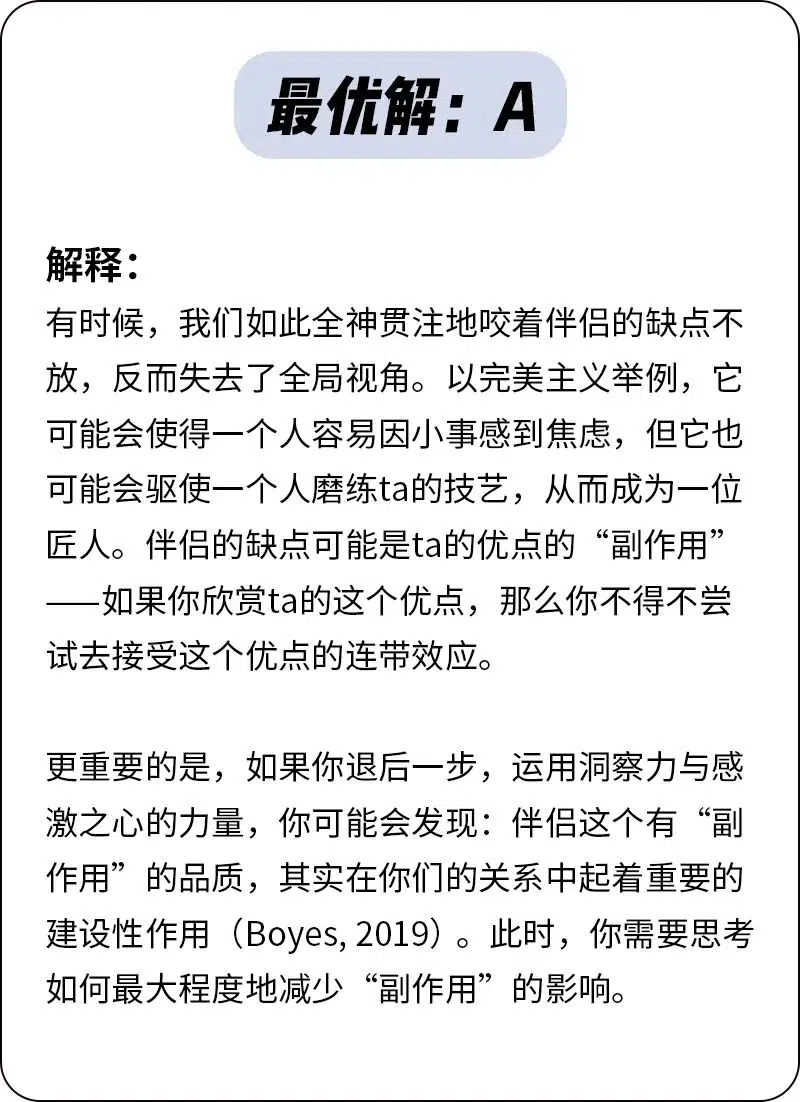 最优解：A
解释：
有时候，我们如此全神贯注地咬着伴侣的缺点不
放，反而失去了全局视角。以完美主义举例，它
可能会使得一个人容易因小事感到焦虑，但它也
可能会驱使一个人磨练ta的技艺，从而成为一位
匠人。伴侣的缺点可能是ta的优点的“副作用”
——如果你欣赏ta的这个优点，那么你不得不尝
试去接受这个优点的连带效应。
更重要的是，如果你退后一步，运用洞察力与感
激之心的力量，你可能会发现：伴侣这个有“副
作用”的品质，其实在你们的关系中起着重要的
建设性作用（Boyes, 2019）。此时，你需要思考
如何最大程度地减少“副作用”的影响。